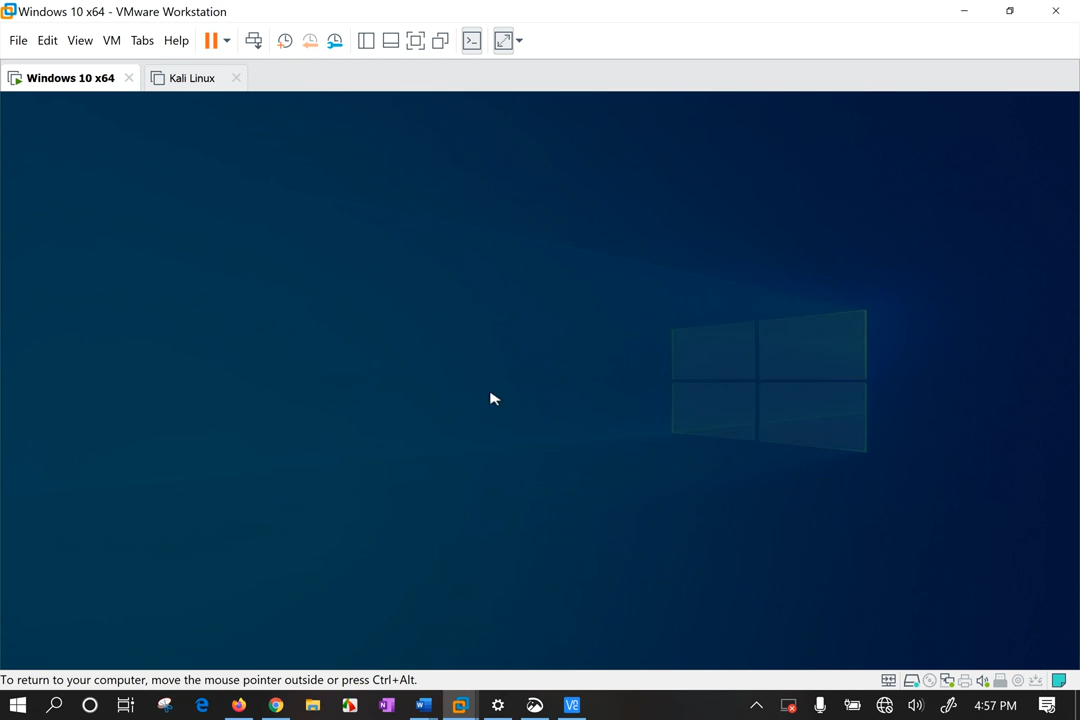 Windows 10 x64 - VMware Workstation
File Edit View VM Tabs Help
Windows 10 x64 Kali Linux
To return to your computer, move the mouse pointer outside or press Ctrl+Alt.
4:57 PM